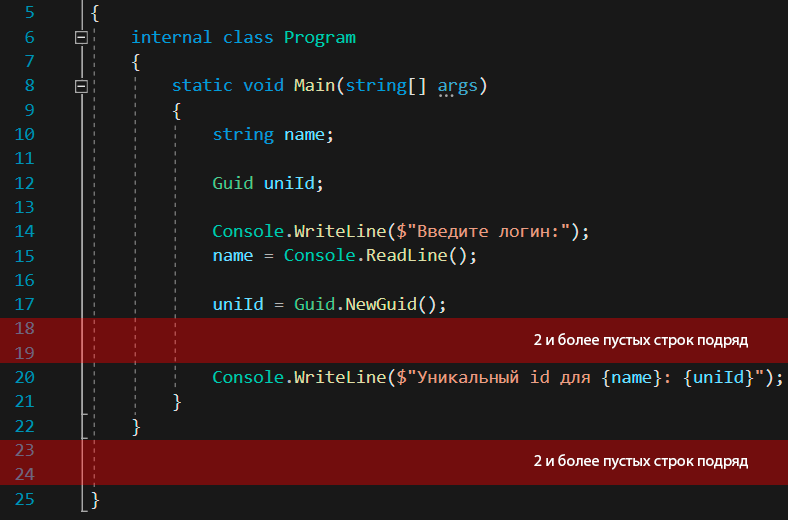 5 {
6 internal class Program
7 {
8 static void Main(string[] args)
9 {
10 string name;
11
12 Guid uniId;
13
14 Console.WriteLine($"Введите логин:");
15 name = Console.ReadLine();
16
17 uniId = Guid.NewGuid();
18
2 и более пустых строк подряд
19
20 Console.WriteLine($"Уникальный id для {name}: {uniId}");
21 }
22 }
23
2 и более пустых строк подряд
24
25 }